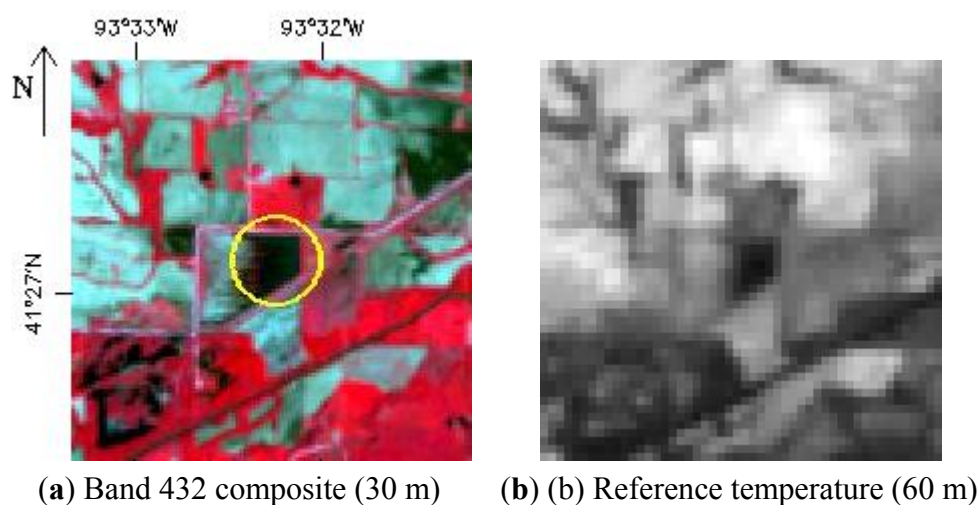 93°33'W 93°32'W
N
41°27'N
(a) Band 432 composite (30 m) (b) (b) Reference temperature (60 m)